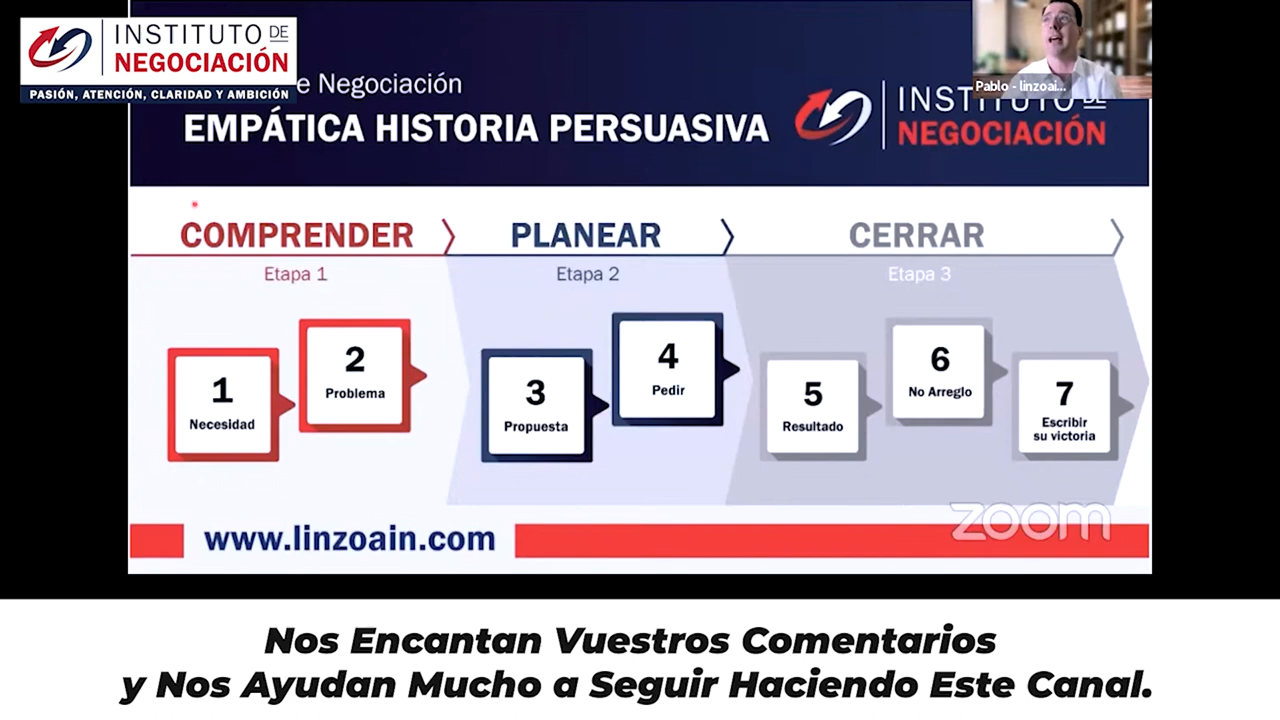 INSTITUTO DE
NEGOCIACIÓN
PASIÓN, ATENCIÓN, CLARIDAD Y AMBICIÓN
e Negociación
EMPÁTICA HISTORIA PERSUASIVA
INSTITUTO DE
NEGOCIACIÓN
Pablo - linzoai...
COMPRENDER
PLANEAR
CERRAR
Etapa 1
Etapa 2
Etapa 3
1
Necesidad
2
Problema
3
Propuesta
4
Pedir
5
Resultado
6
No Arreglo
7
Escribir
su victoria
zoom
www.linzoain.com
Nos Encantan Vuestros Comentarios
y Nos Ayudan Mucho a Seguir Haciendo Este Canal.